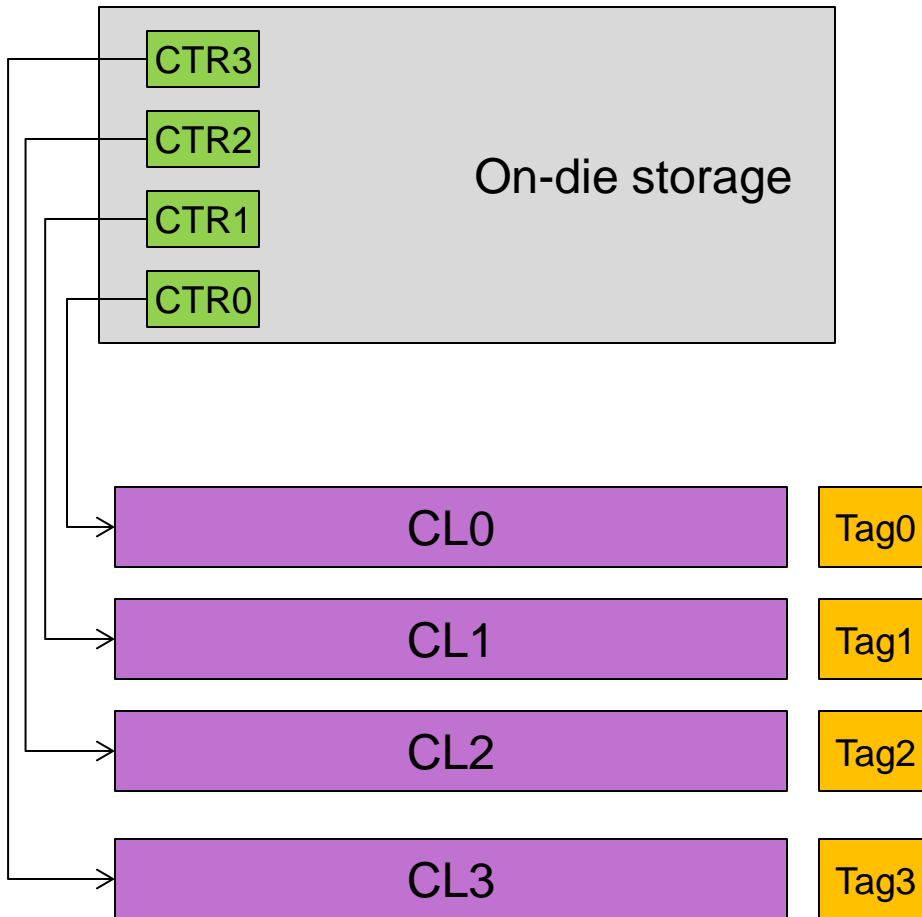 CTR3
CTR2
On-die storage
CTR1
CTR0
CL0 Tag0
CL1 Tag1
CL2 Tag2
CL3 Tag3